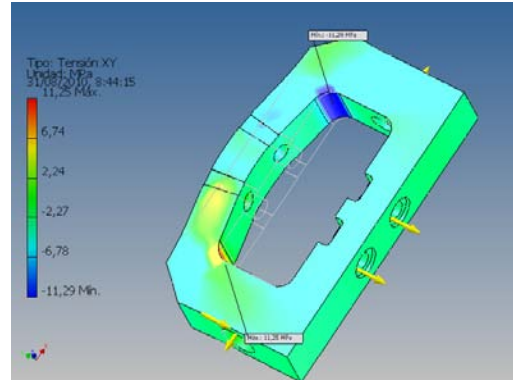 Mín.: -11,29 MPa
Tipo: Tensión XY
Unidad: MPa
31/08/2010, 8:44:15
11,25 Máx.
6,74
2,24
-2,27
-6,78
-11,29 Mín.
Máx.: 11,25 MPa